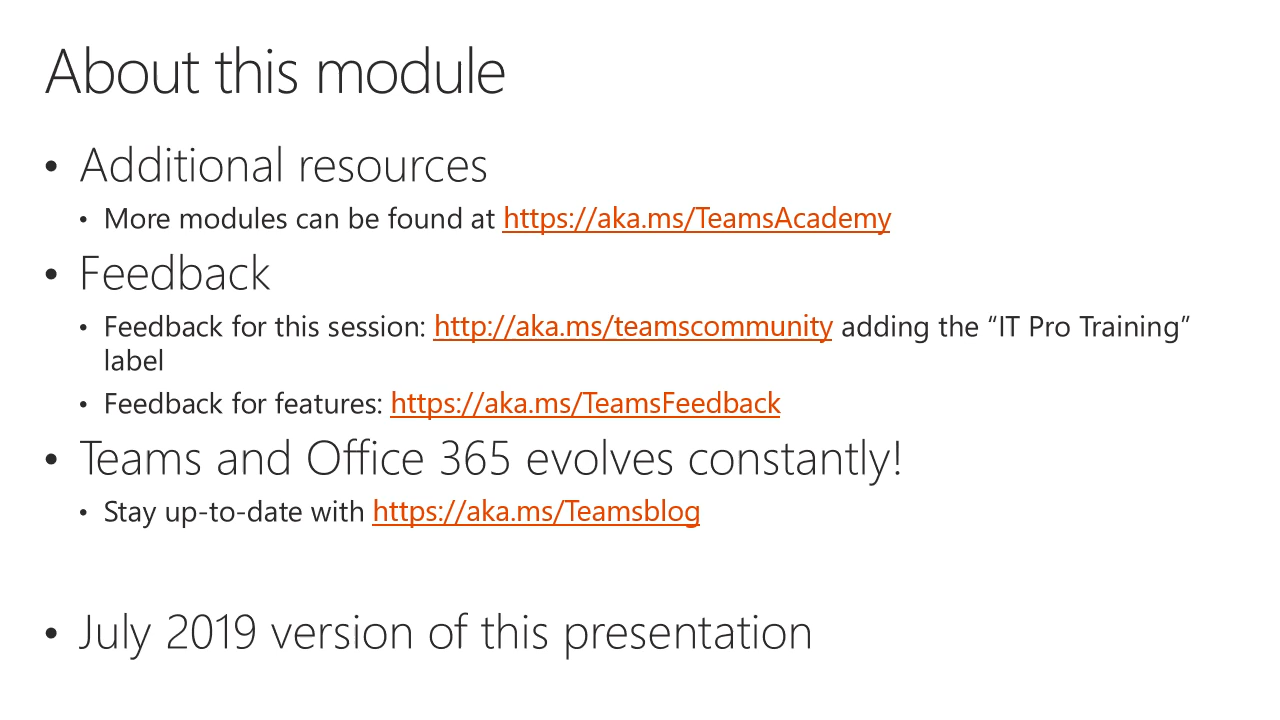 About this module
• Additional resources
• More modules can be found at https://aka.ms/TeamsAcademy
• Feedback
• Feedback for this session: http://aka.ms/teamscommunity adding the “IT Pro Training”
label
• Feedback for features: https://aka.ms/TeamsFeedback
• Teams and Office 365 evolves constantly!
• Stay up-to-date with https://aka.ms/Teamsblog
• July 2019 version of this presentation